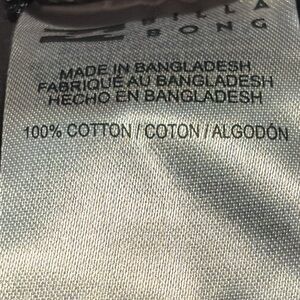 BILLA
BONG
MADE IN BANGLADESH
FABRIQUÉ AU BANGLADESH
HECHO EN BANGLADESH
100% COTTON / COTON / ALGODÓN